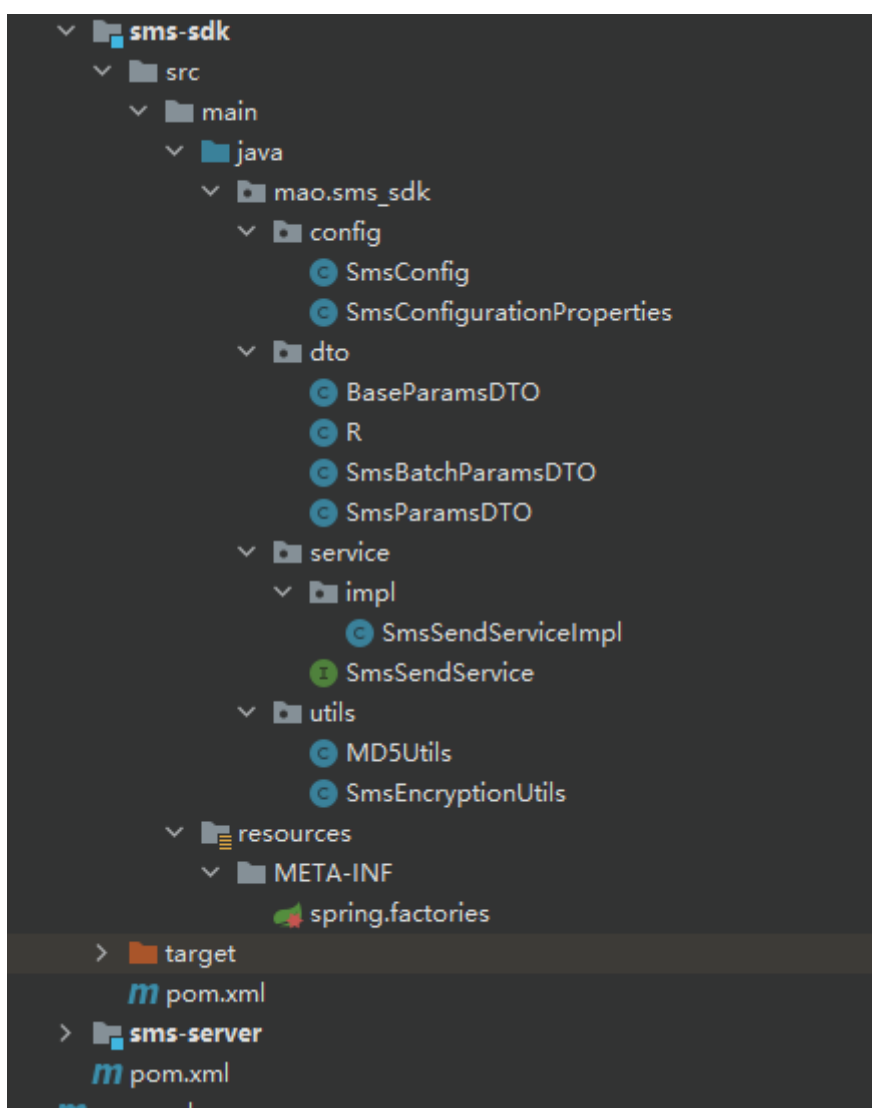 sms-sdk
src
main
java
mao.sms_sdk
config
SmsConfig
SmsConfigurationProperties
dto
BaseParamsDTO
R
SmsBatchParamsDTO
SmsParamsDTO
service
impl
SmsSendServiceImpl
SmsSendService
utils
MD5Utils
SmsEncryptionUtils
resources
META-INF
spring.factories
target
pom.xml
sms-server
pom.xml